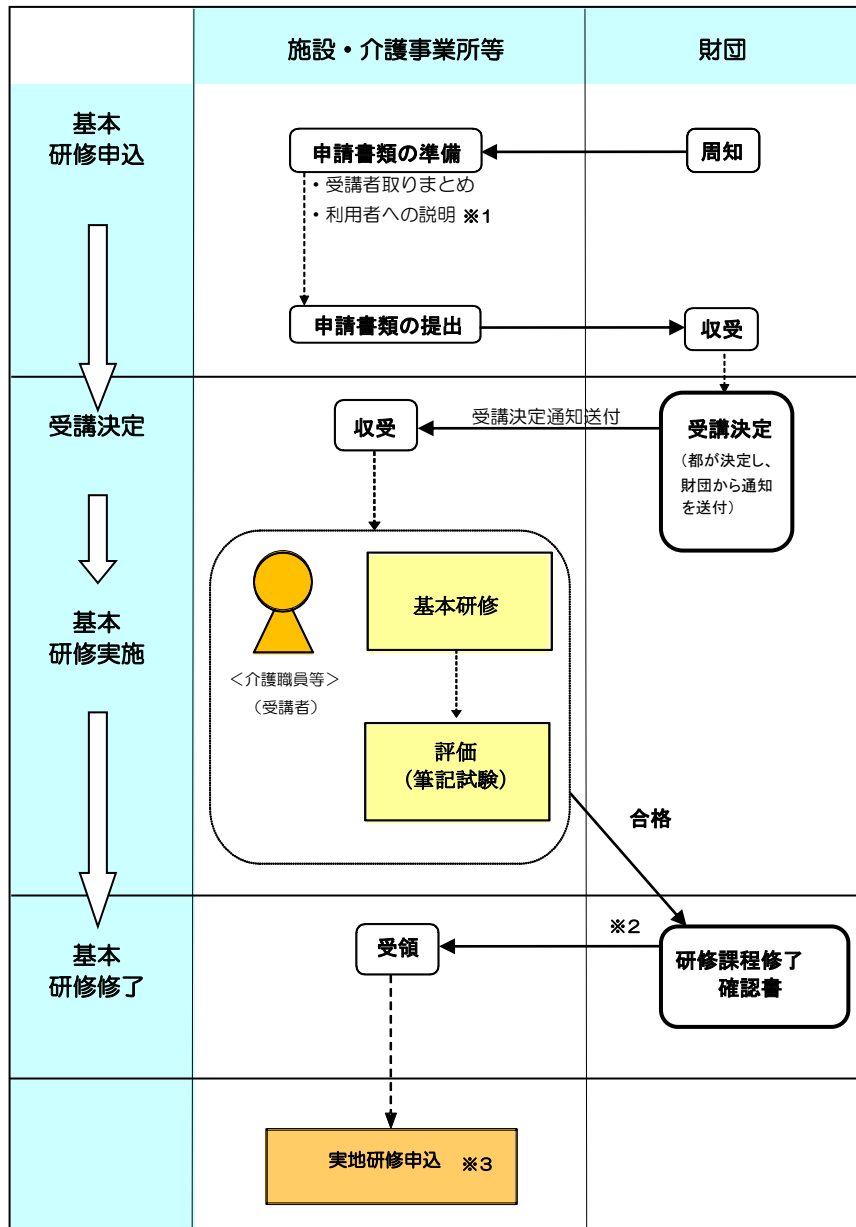 施設・介護事業所等
財団
基本
研修申込
申請書類の準備
周知
・受講者取りまとめ
・利用者への説明 ※1
申請書類の提出
収受
受講決定
収受
受講決定通知送付
受講決定
（都が決定し、
財団から通知
を送付）
基本
研修実施
基本研修
＜介護職員等＞
（受講者）
評価
（筆記試験）
合格
基本
研修修了
受領
※2
研修課程修了
確認書
実地研修申込 ※3